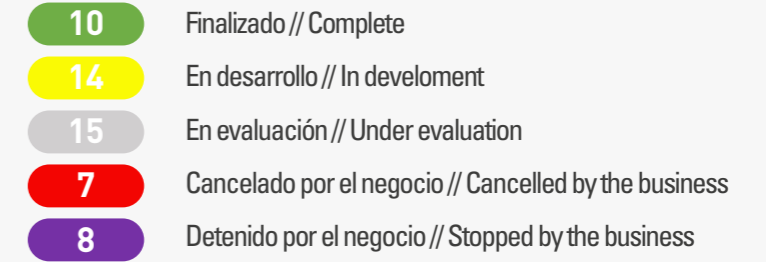 10 Finalizado // Complete
14 En desarrollo // In develoment
15 En evaluación // Under evaluation
7 Cancelado por el negocio // Cancelled by the business
8 Detenido por el negocio // Stopped by the business